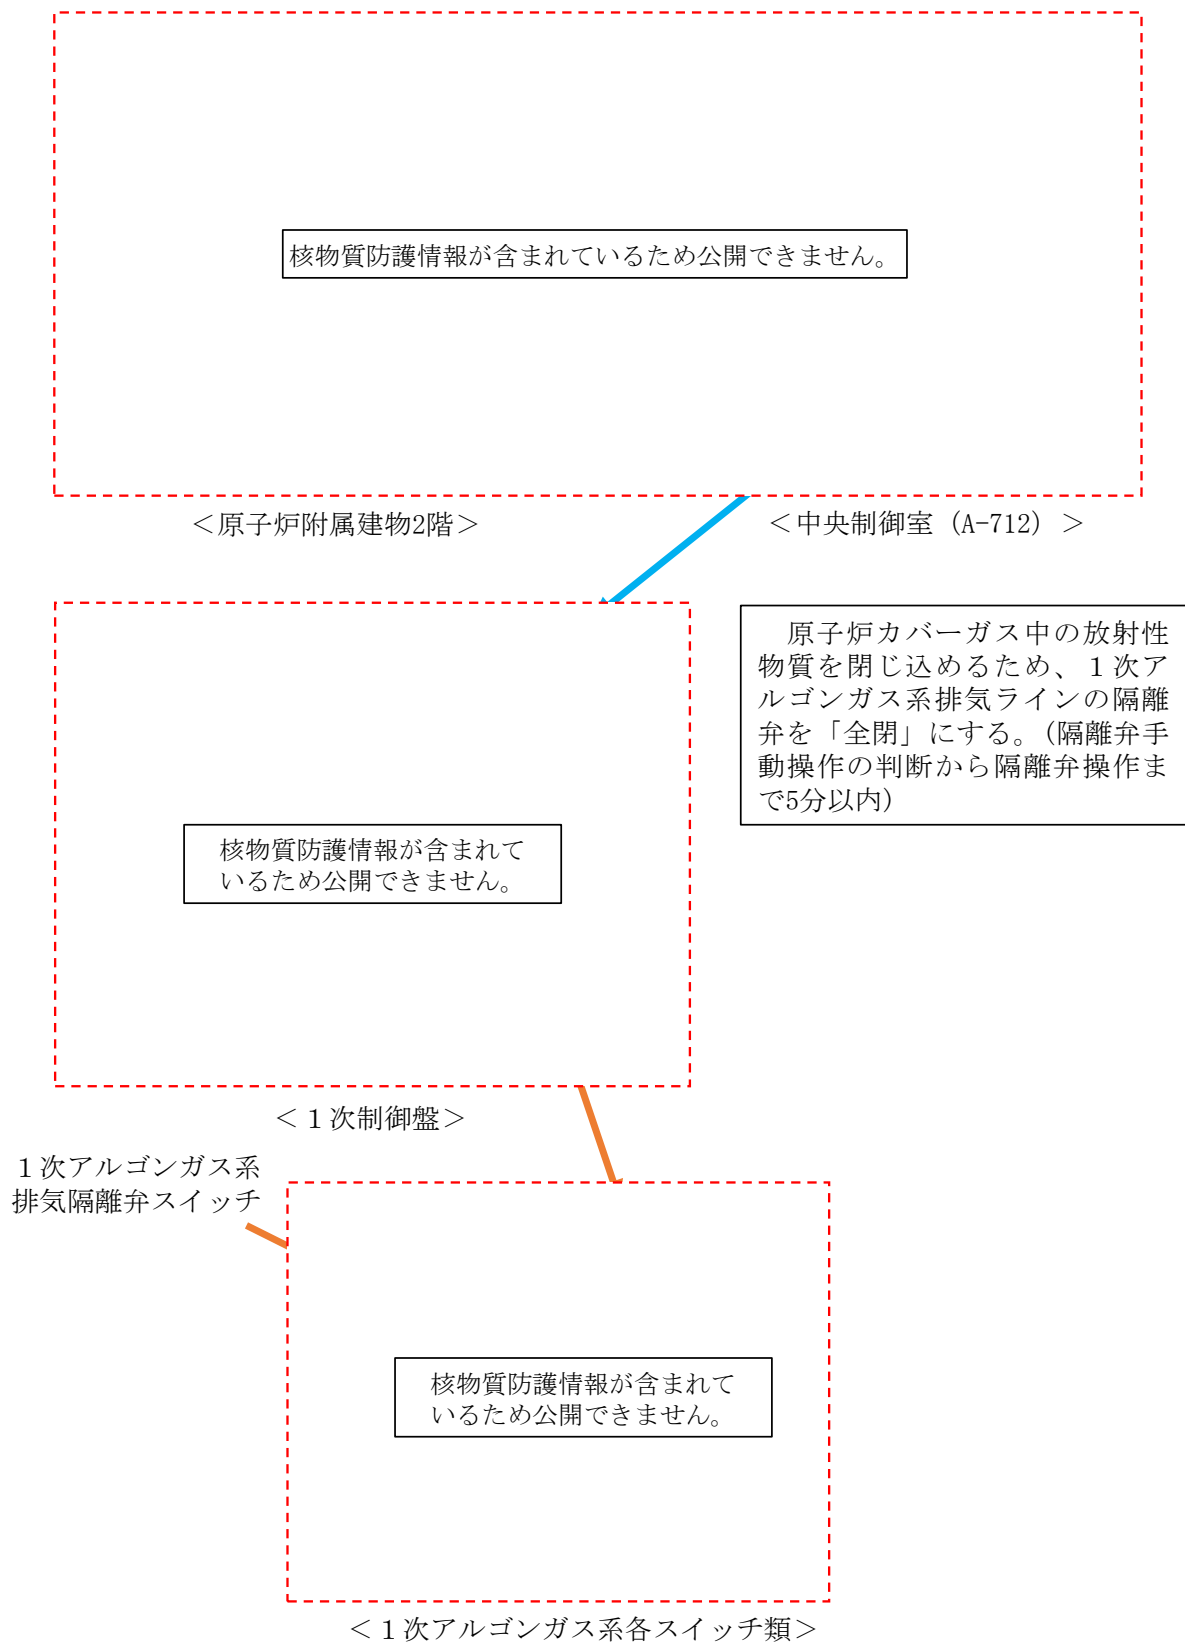 核物質防護情報が含まれているため公開できません。
＜原子炉附属建物2階＞
＜中央制御室（A-712）＞
原子炉カバーガス中の放射性
物質を閉じ込めるため、１次ア
ルゴンガス系排気ラインの隔離
弁を「全閉」にする。（隔離弁手
動操作の判断から隔離弁操作ま
で5分以内）
核物質防護情報が含まれて
いるため公開できません。
＜１次制御盤＞
１次アルゴンガス系
排気隔離弁スイッチ
核物質防護情報が含まれて
いるため公開できません。
＜１次アルゴンガス系各スイッチ類＞